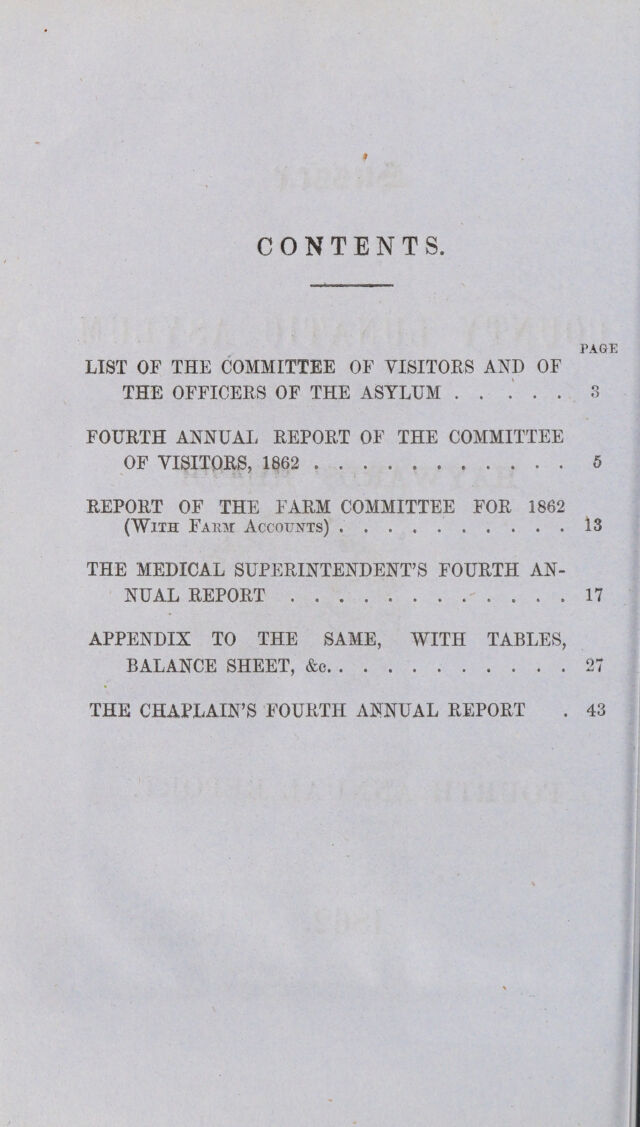 CONTENTS.
PAGE
LIST OF THE COMMITTEE OF VISITORS AND OF
THE OFFICERS OF THE ASYLUM . . . . . 3
FOURTH ANNUAL REPORT OF THE COMMITTEE
OF VISITORS, 1862 . . . . . . . . . . . 5
REPORT OF THE FARM COMMITTEE FOR 1862
(WITH FARM ACCOUNTS) . . . . . . . . . . 13
THE MEDICAL SUPERINTENDENT'S FOURTH AN-
NUAL REPORT . . . . . . . . . . . . 17
APPENDIX TO THE SAME, WITH TABLES,
BALANCE SHEET, &c. . . . . . . . . . . 27
THE CHAPLAIN'S FOURTH ANNUAL REPORT . 43